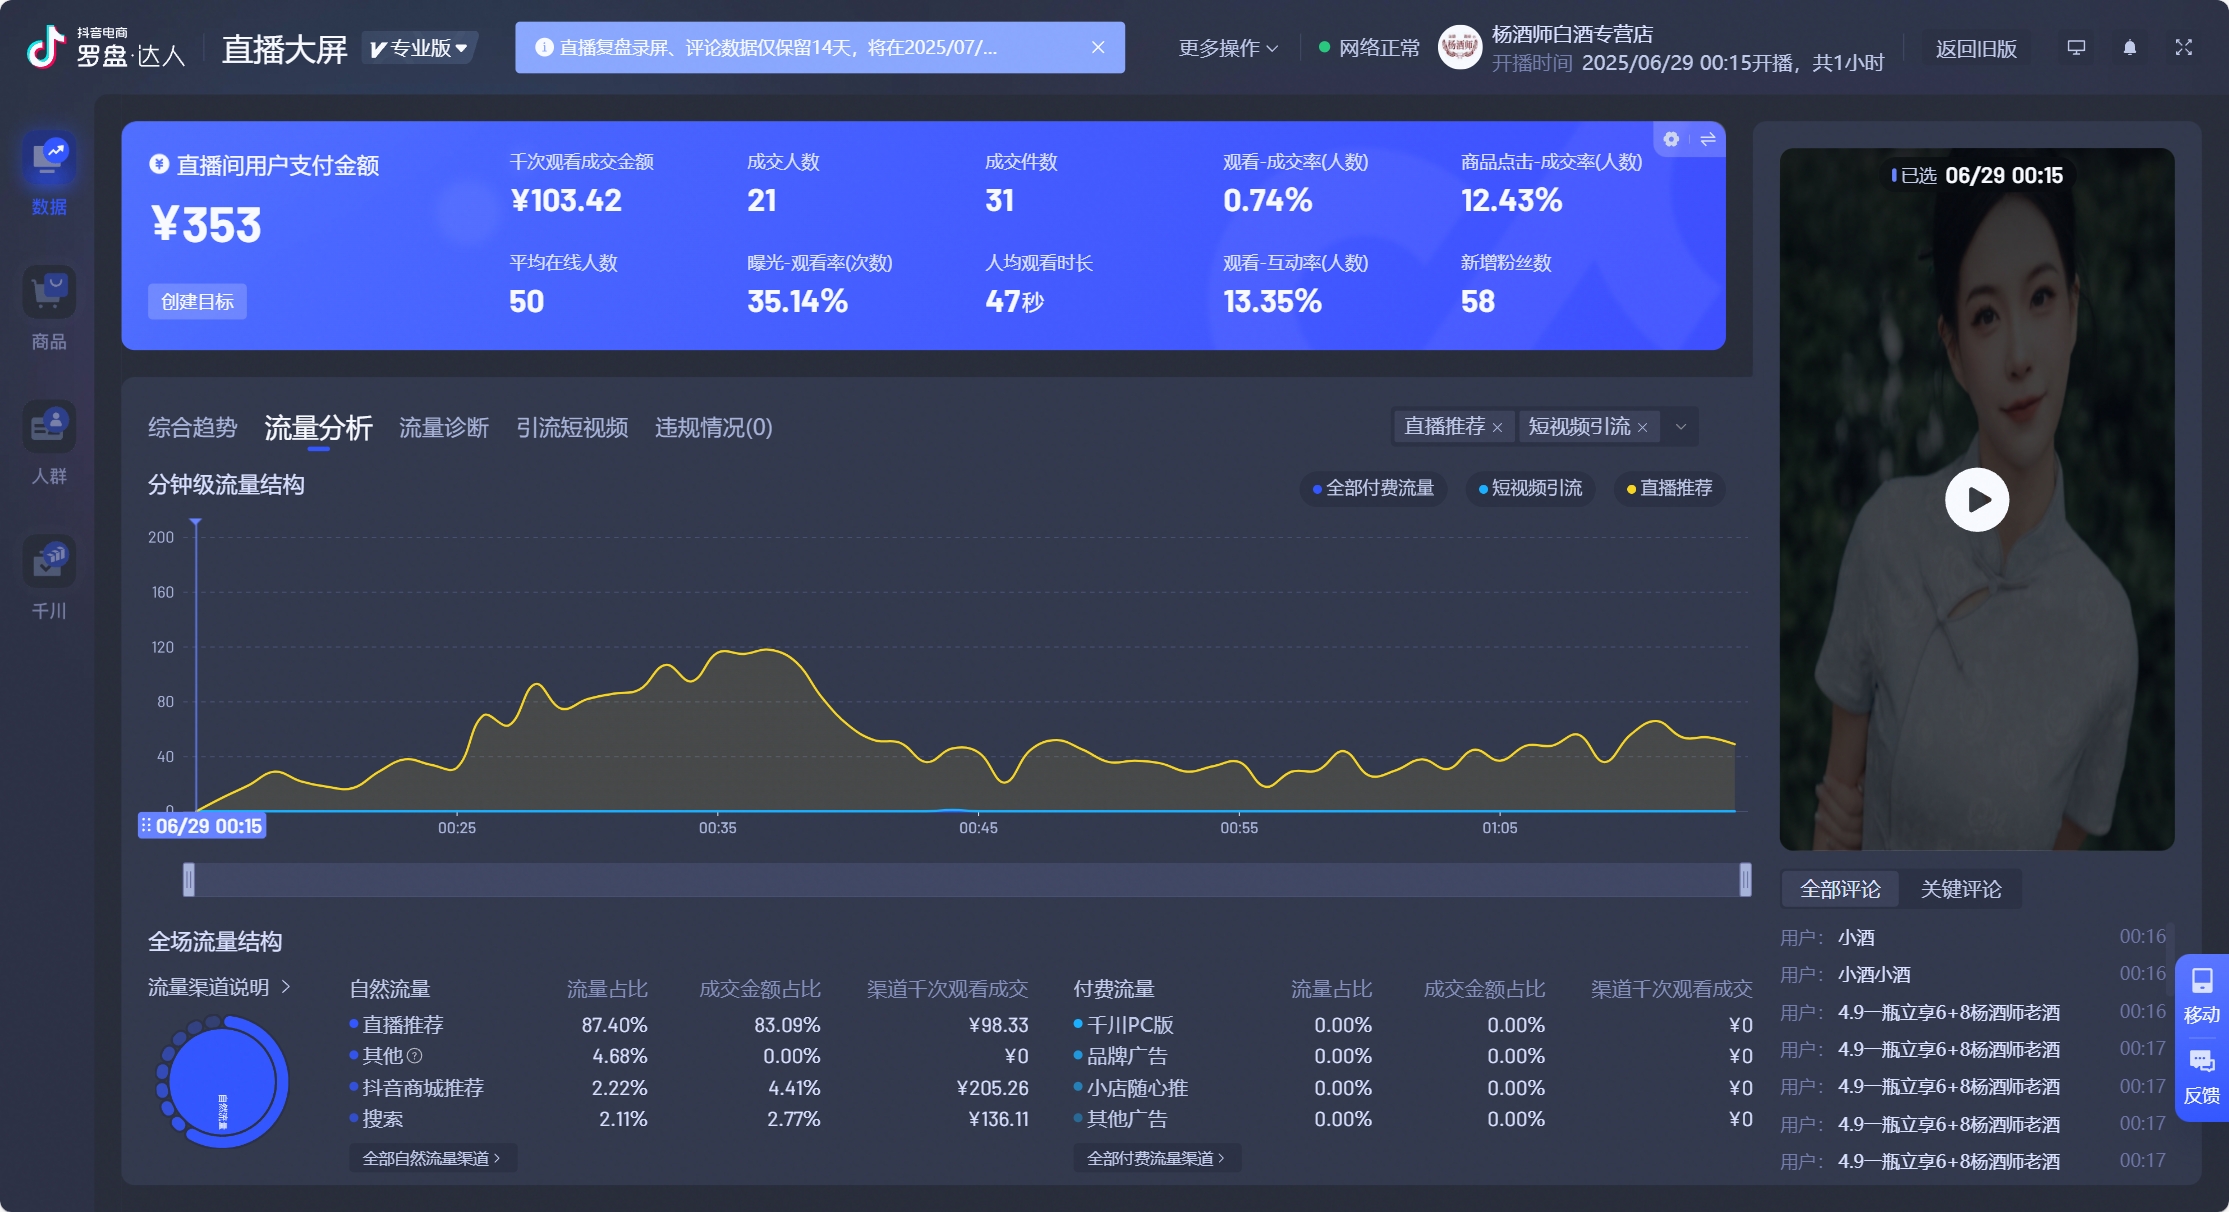 抖音电商
罗盘·达人
直播大屏
专业版
直播复盘录屏、评论数据仅保留14天，将在2025/07/...
更多操作
网络正常
杨酒师白酒专营店
开播时间 2025/06/29 00:15开播，共1小时
返回旧版
数据
商品
人群
千川
直播间用户支付金额
¥353
创建目标
千次观看成交金额
¥103.42
成交人数
21
成交件数
31
观看-成交率(人数)
0.74%
商品点击-成交率(人数)
12.43%
平均在线人数
50
曝光-观看率(次数)
35.14%
人均观看时长
47秒
观看-互动率(人数)
13.35%
新增粉丝数
58
综合趋势 流量分析 流量诊断 引流短视频 违规情况(0)
直播推荐 × 短视频引流 ×
分钟级流量结构
全部付费流量 短视频引流 直播推荐
200
160
120
80
40
0
06/29 00:15 00:25 00:35 00:45 00:55 01:05
全场流量结构
流量渠道说明 >
自然流量
自然流量 流量占比 成交金额占比 渠道千次观看成交
直播推荐 87.40% 83.09% ¥98.33
其他 4.68% 0.00% ¥0
抖音商城推荐 2.22% 4.41% ¥205.26
搜索 2.11% 2.77% ¥136.11
全部自然流量渠道 >
付费流量 流量占比 成交金额占比 渠道千次观看成交
千川PC版 0.00% 0.00% ¥0
品牌广告 0.00% 0.00% ¥0
小店随心推 0.00% 0.00% ¥0
其他广告 0.00% 0.00% ¥0
全部付费流量渠道 >
已选 06/29 00:15
全部评论 关键评论
用户： 小酒 00:16
用户： 小酒小酒 00:16
用户： 4.9一瓶立享6+8杨酒师老酒 00:16
用户： 4.9一瓶立享6+8杨酒师老酒 00:17
用户： 4.9一瓶立享6+8杨酒师老酒 00:17
用户： 4.9一瓶立享6+8杨酒师老酒 00:17
用户： 4.9一瓶立享6+8杨酒师老酒 00:17
移动
反馈